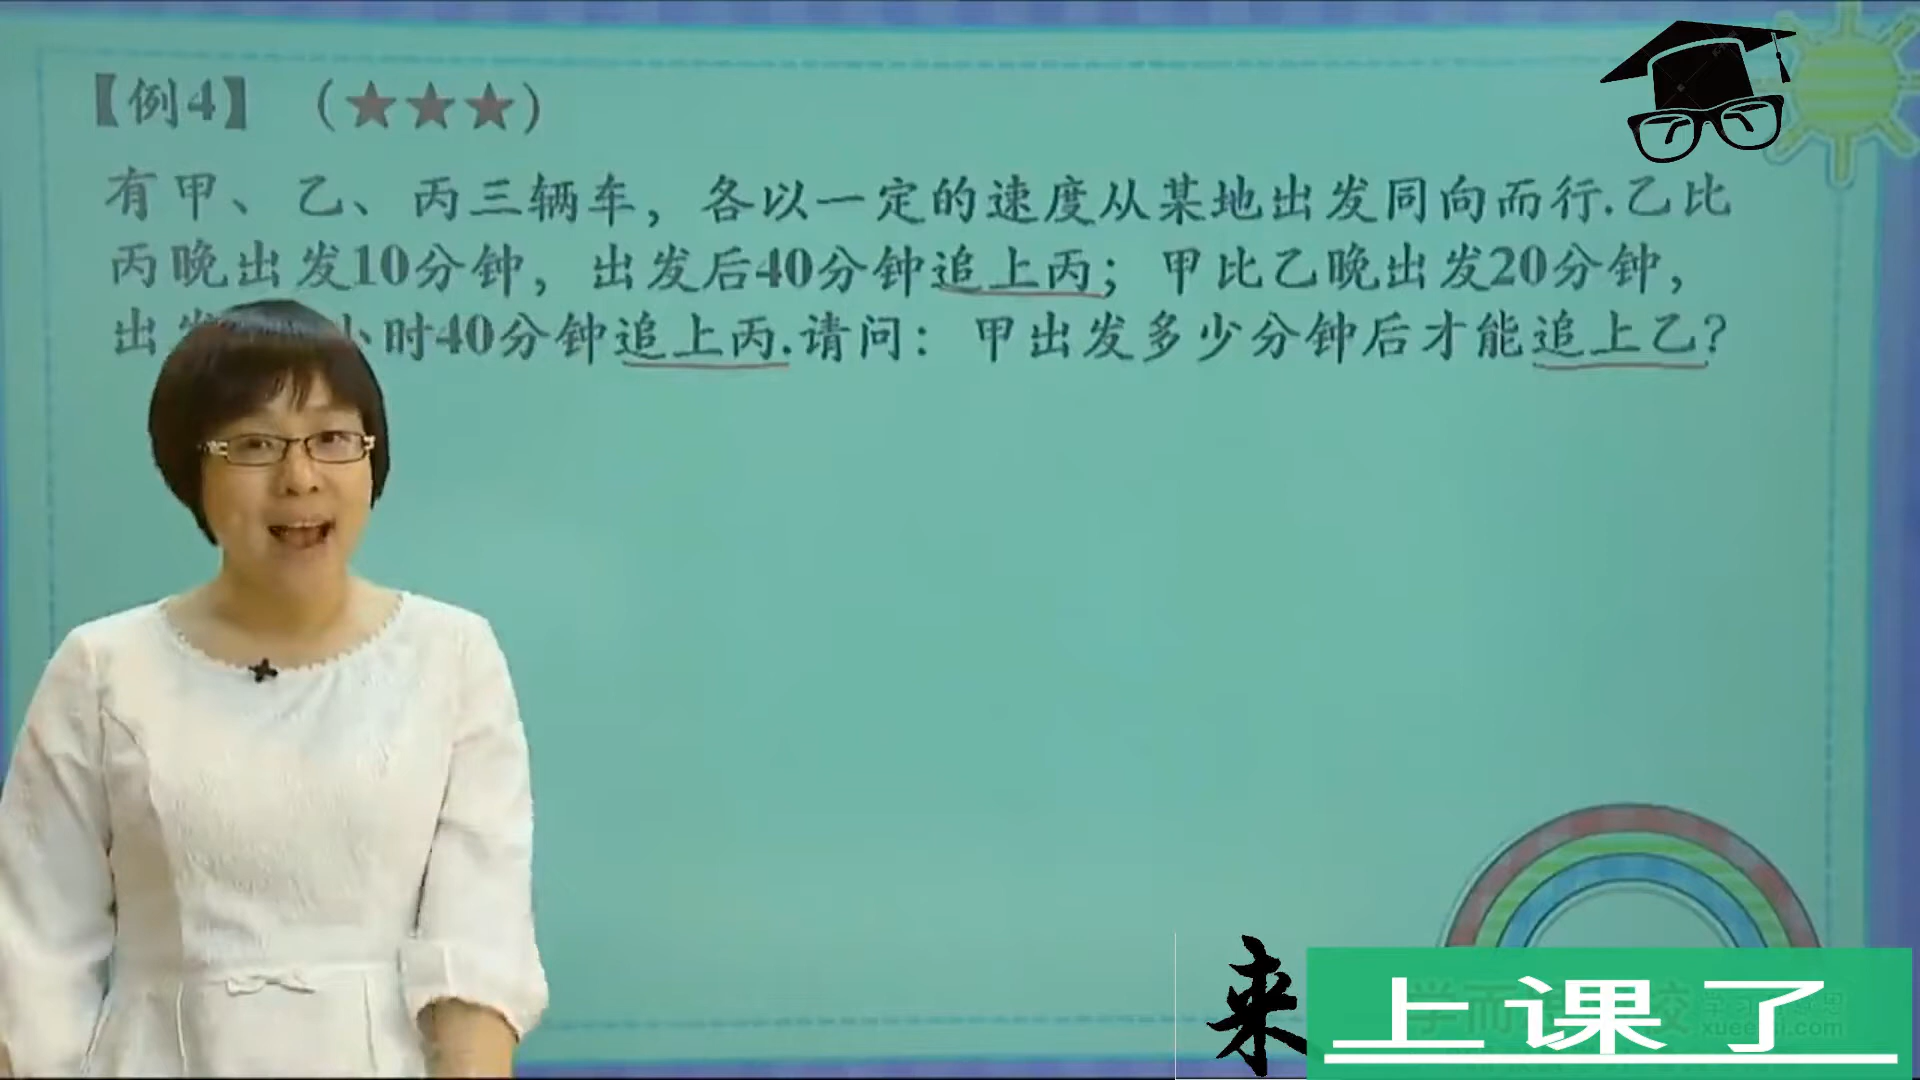 【例4】 (★★★)
有甲、乙、丙三辆车，各以一定的速度从某地出发同向而行.乙比
丙晚出发10分钟，出发后40分钟追上丙；甲比乙晚出发20分钟，
出发 小时40分钟追上丙.请问：甲出发多少分钟后才能追上乙？
来
上课了